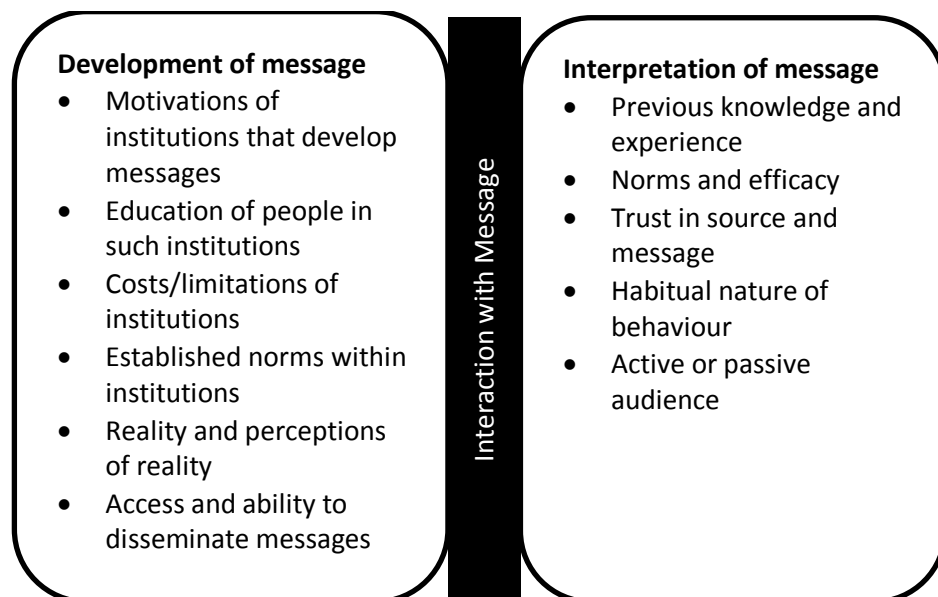 Development of message
• Motivations of
institutions that develop
messages
• Education of people in
such institutions
• Costs/limitations of
institutions
• Established norms within
institutions
• Reality and perceptions
of reality
• Access and ability to
disseminate messages
Interaction with Message
Interpretation of message
• Previous knowledge and
experience
• Norms and efficacy
• Trust in source and
message
• Habitual nature of
behaviour
• Active or passive
audience